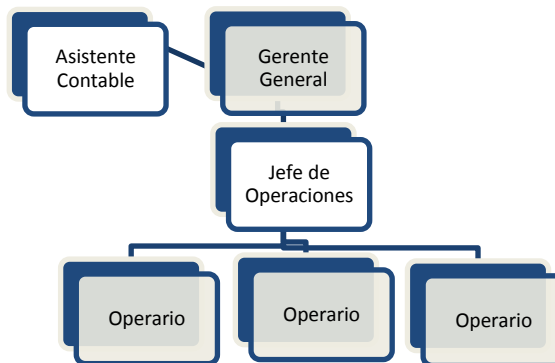 Asistente
Contable
Gerente
General
Jefe de
Operaciones
Operario
Operario
Operario